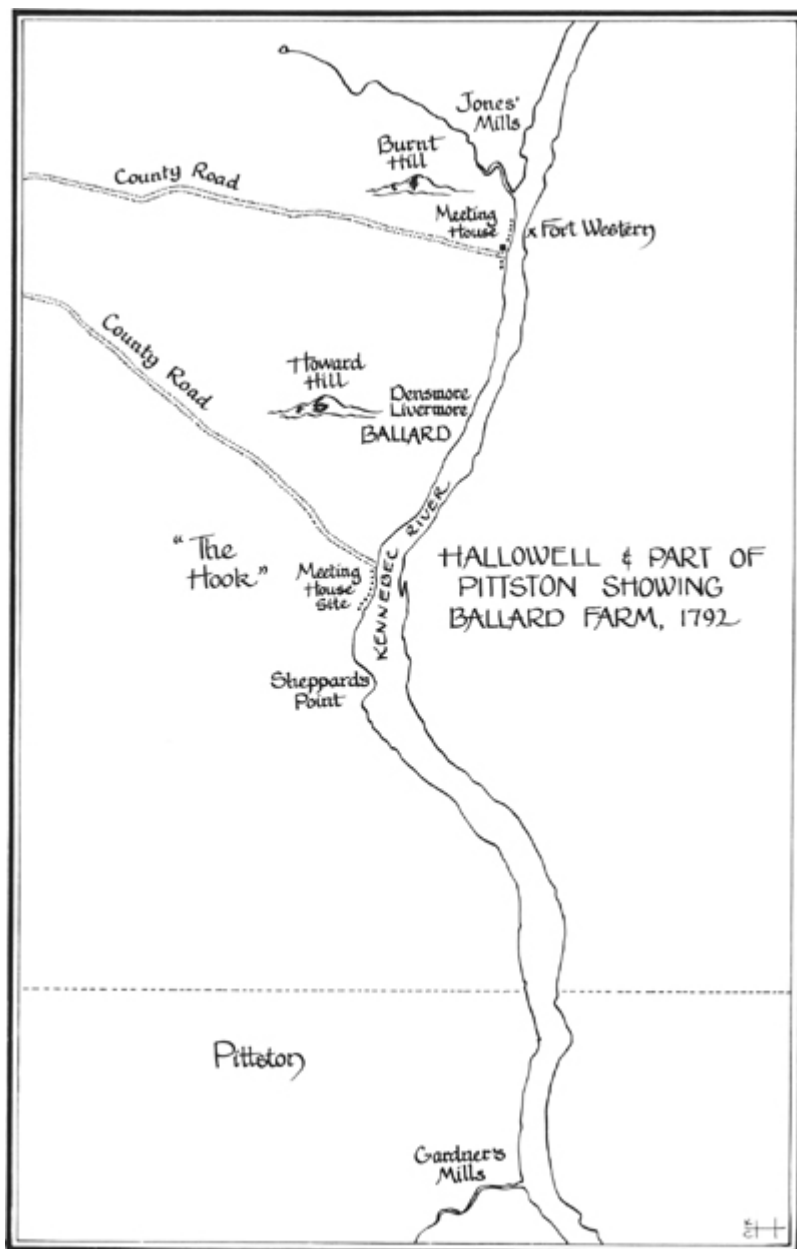 Jones'
Mills
Burnt
Hill
County Road
Meeting
House
x Fort Western
County Road
Howard
Hill
Densmore
Livermore
BALLARD
KENNEBEC RIVER
"The
Hook"
Meeting
House
Site
HALLOWELL & PART OF
PITTSTON SHOWING
BALLARD FARM, 1792
Sheppard's
Point
Pittston
Gardner's
Mills